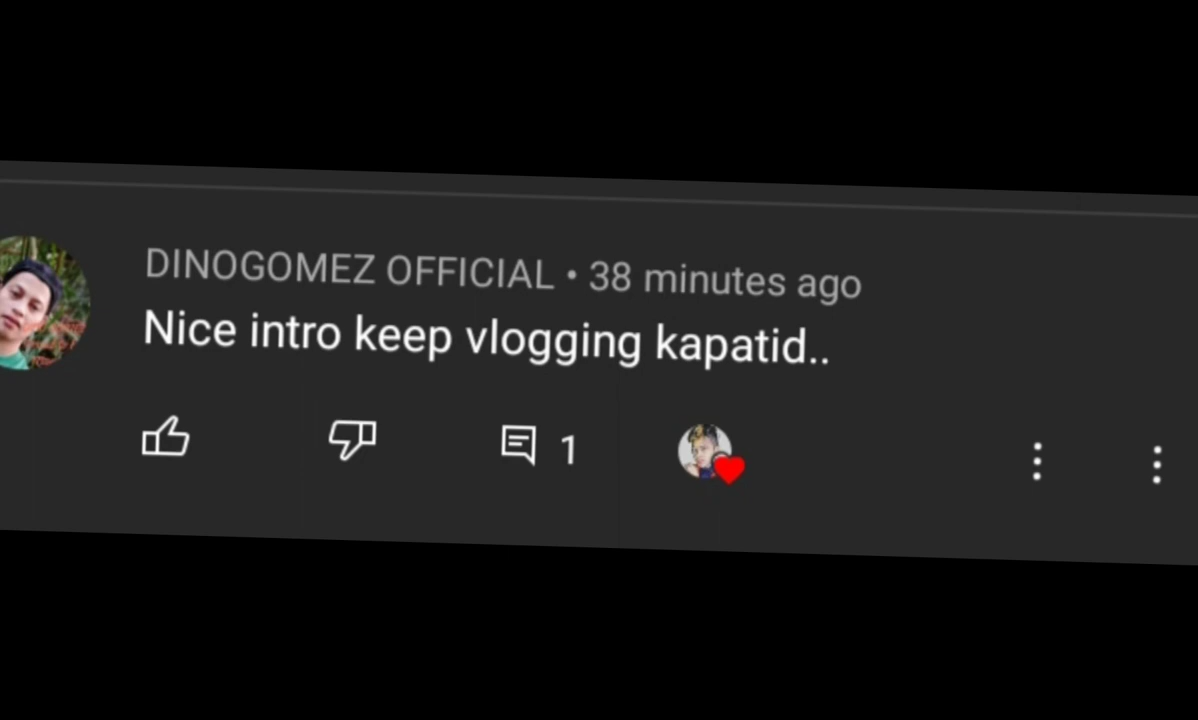 DINOGOMEZ OFFICIAL • 38 minutes ago
Nice intro keep vlogging kapatid..
1